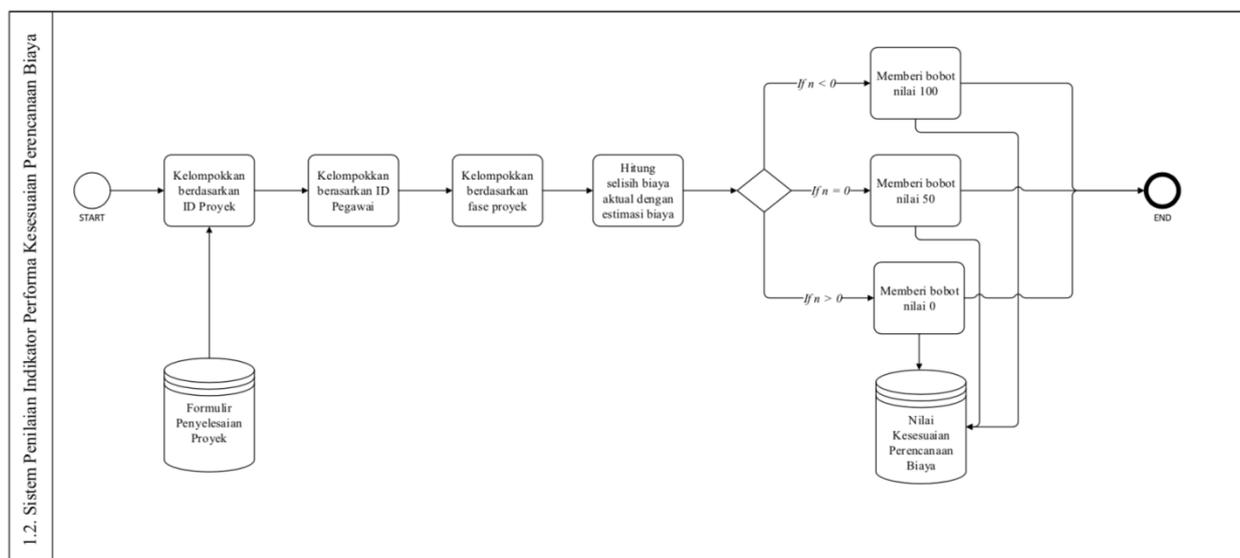 1.2. Sistem Penilaian Indikator Performa Kesesuaian Perencanaan Biaya
START
Kelompokkan
berdasarkan
ID Proyek
Kelompokkan
berasarkan ID
Pegawai
Kelompokkan
berdasarkan
fase proyek
Hitung
selisih biaya
aktual dengan
estimasi biaya
If n < 0
Memberi bobot
nilai 100
If n = 0
Memberi bobot
nilai 50
If n > 0
Memberi bobot
nilai 0
END
Formulir
Penyelesaian
Proyek
Nilai
Kesesuaian
Perencanaan
Biaya